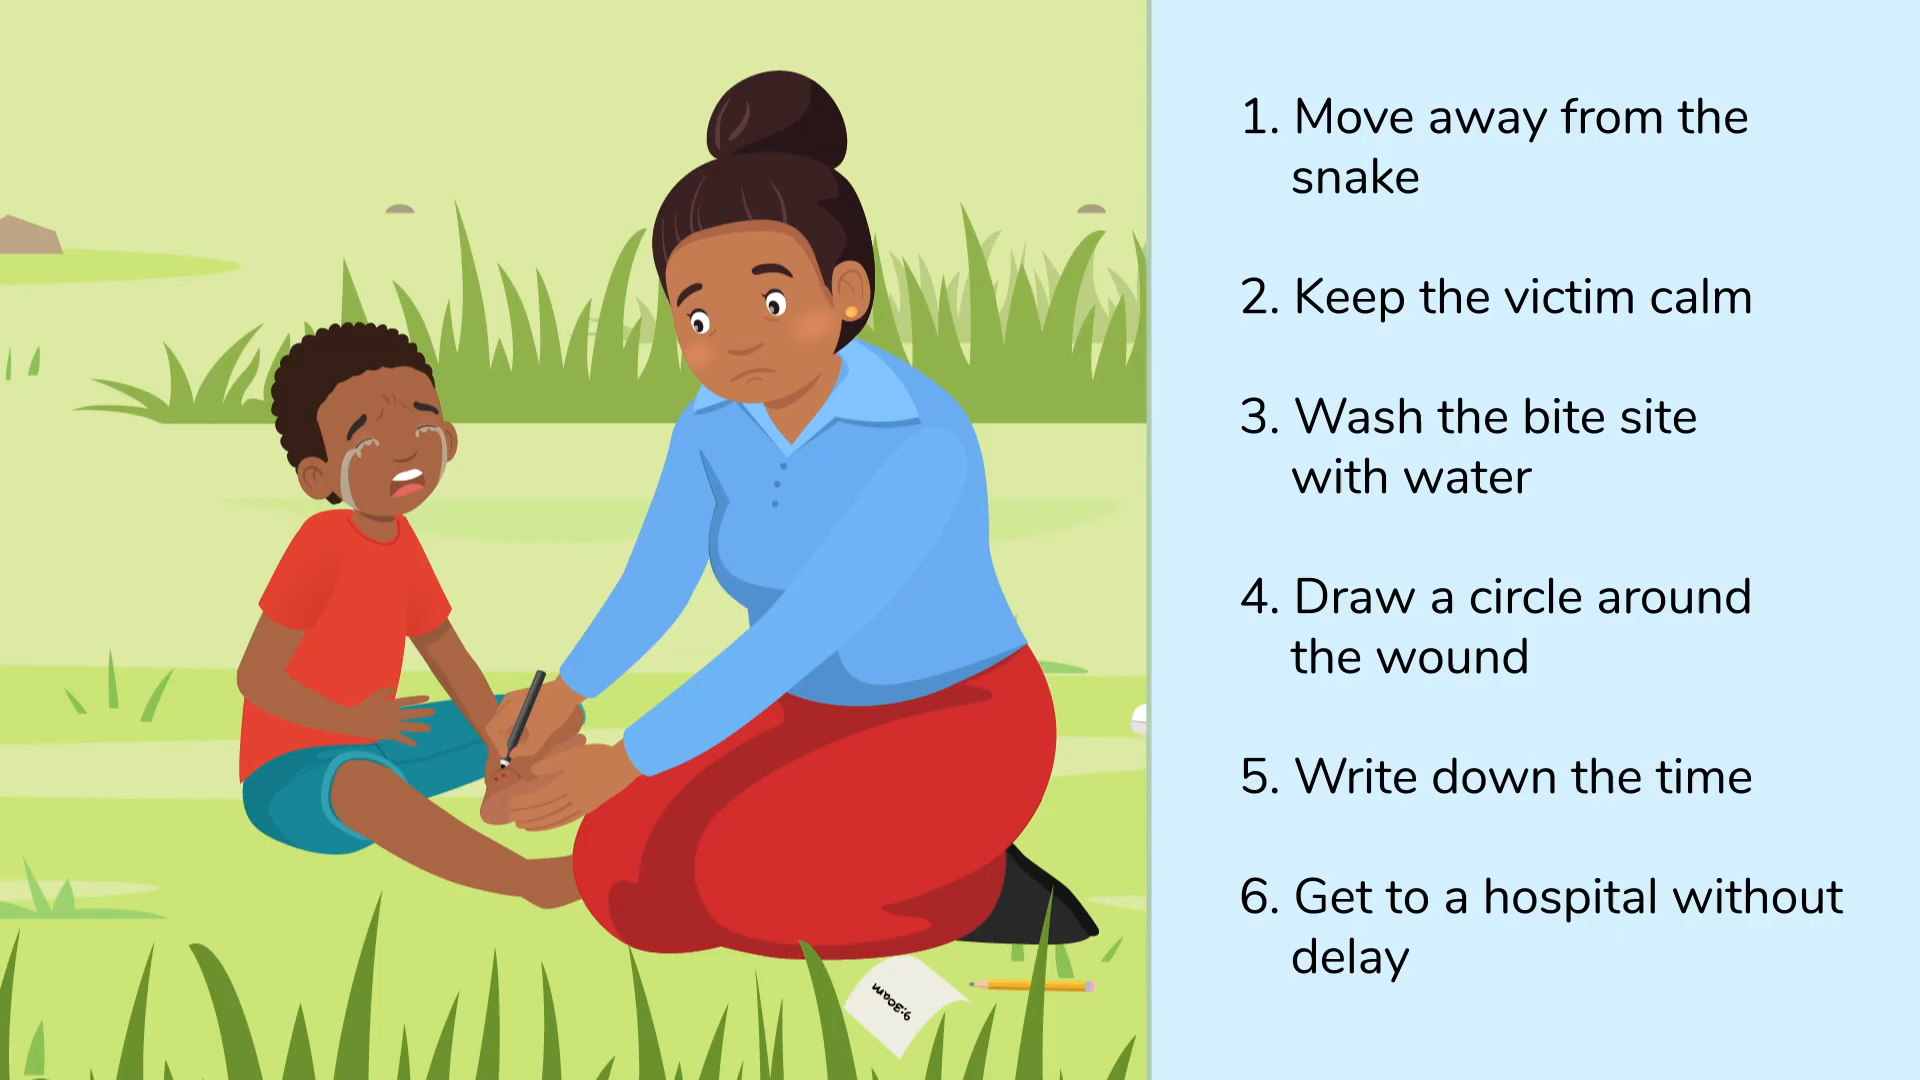 1. Move away from the
snake
2. Keep the victim calm
3. Wash the bite site
with water
4. Draw a circle around
the wound
5. Write down the time
6. Get to a hospital without
delay
9:30am